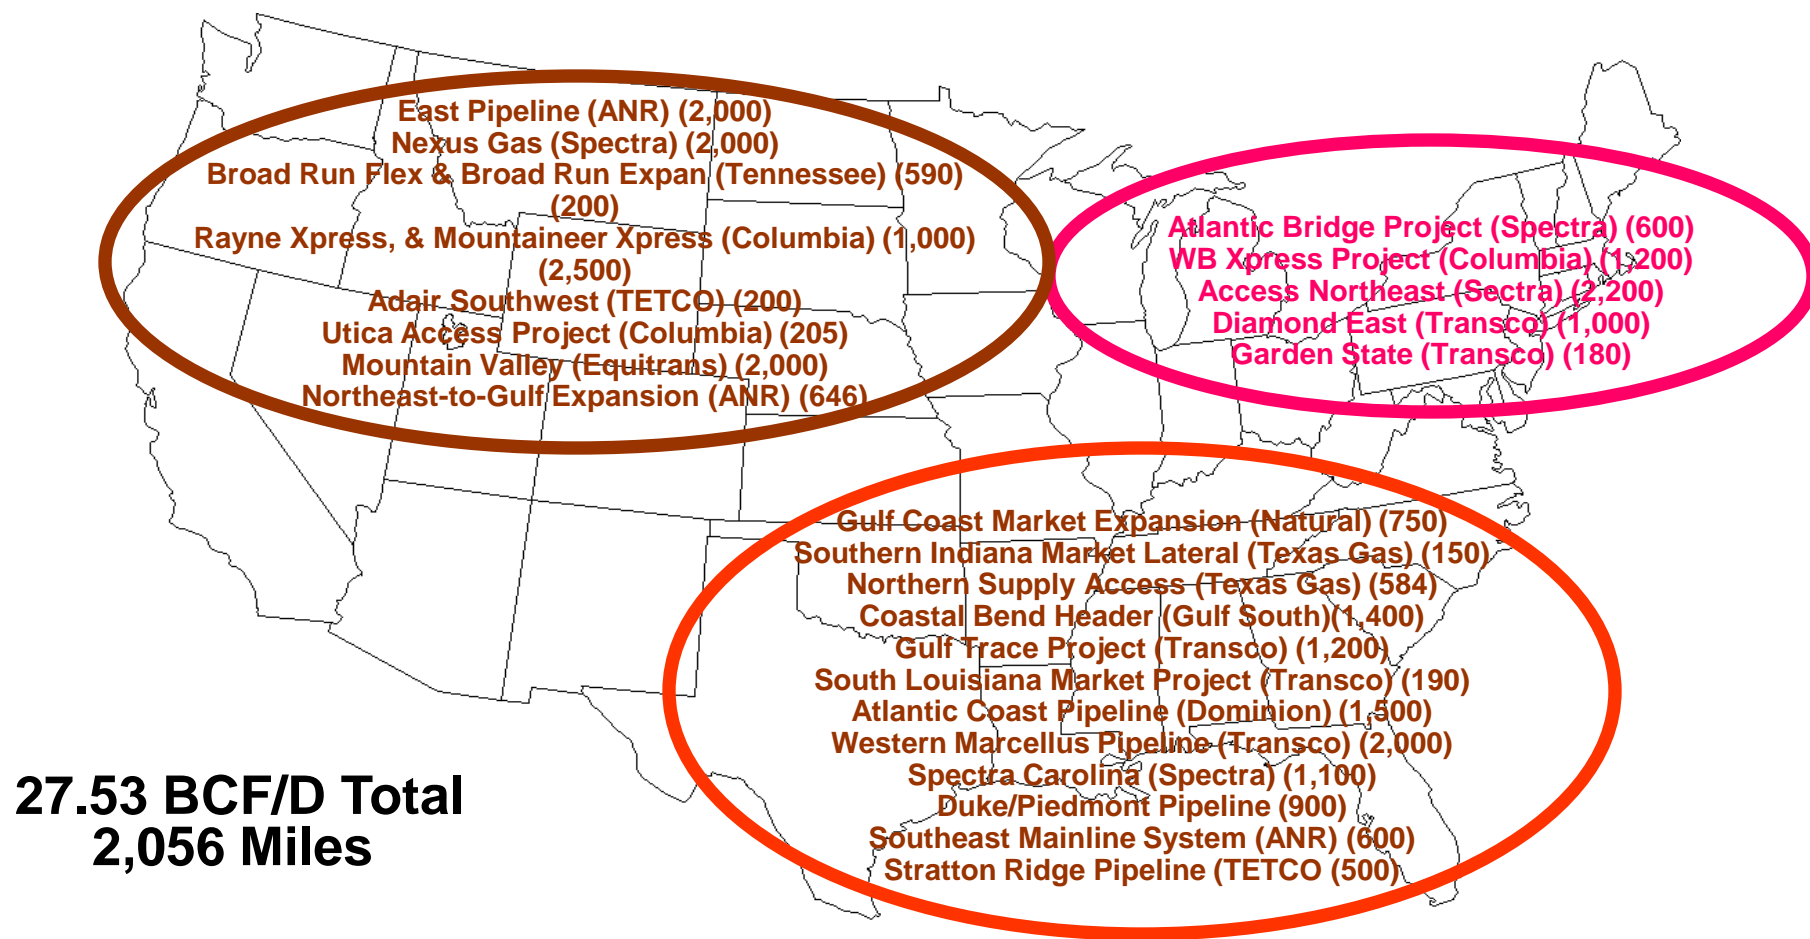 East Pipeline (ANR) (2,000)
Nexus Gas (Spectra) (2,000)
Broad Run Flex & Broad Run Expan (Tennessee) (590)
(200)
Rayne Xpress, & Mountaineer Xpress (Columbia) (1,000)
(2,500)
Adair Southwest (TETCO) (200)
Utica Access Project (Columbia) (205)
Mountain Valley (Equitrans) (2,000)
Northeast-to-Gulf Expansion (ANR) (646)
Atlantic Bridge Project (Spectra) (600)
WB Xpress Project (Columbia) (1,200)
Access Northeast (Sectra) (2,200)
Diamond East (Transco) (1,000)
Garden State (Transco) (180)
Gulf Coast Market Expansion (Natural) (750)
Southern Indiana Market Lateral (Texas Gas) (150)
Northern Supply Access (Texas Gas) (584)
Coastal Bend Header (Gulf South)(1,400)
Gulf Trace Project (Transco) (1,200)
South Louisiana Market Project (Transco) (190)
Atlantic Coast Pipeline (Dominion) (1,500)
Western Marcellus Pipeline (Transco) (2,000)
Spectra Carolina (Spectra) (1,100)
Duke/Piedmont Pipeline (900)
Southeast Mainline System (ANR) (600)
Stratton Ridge Pipeline (TETCO (500)
27.53 BCF/D Total
2,056 Miles